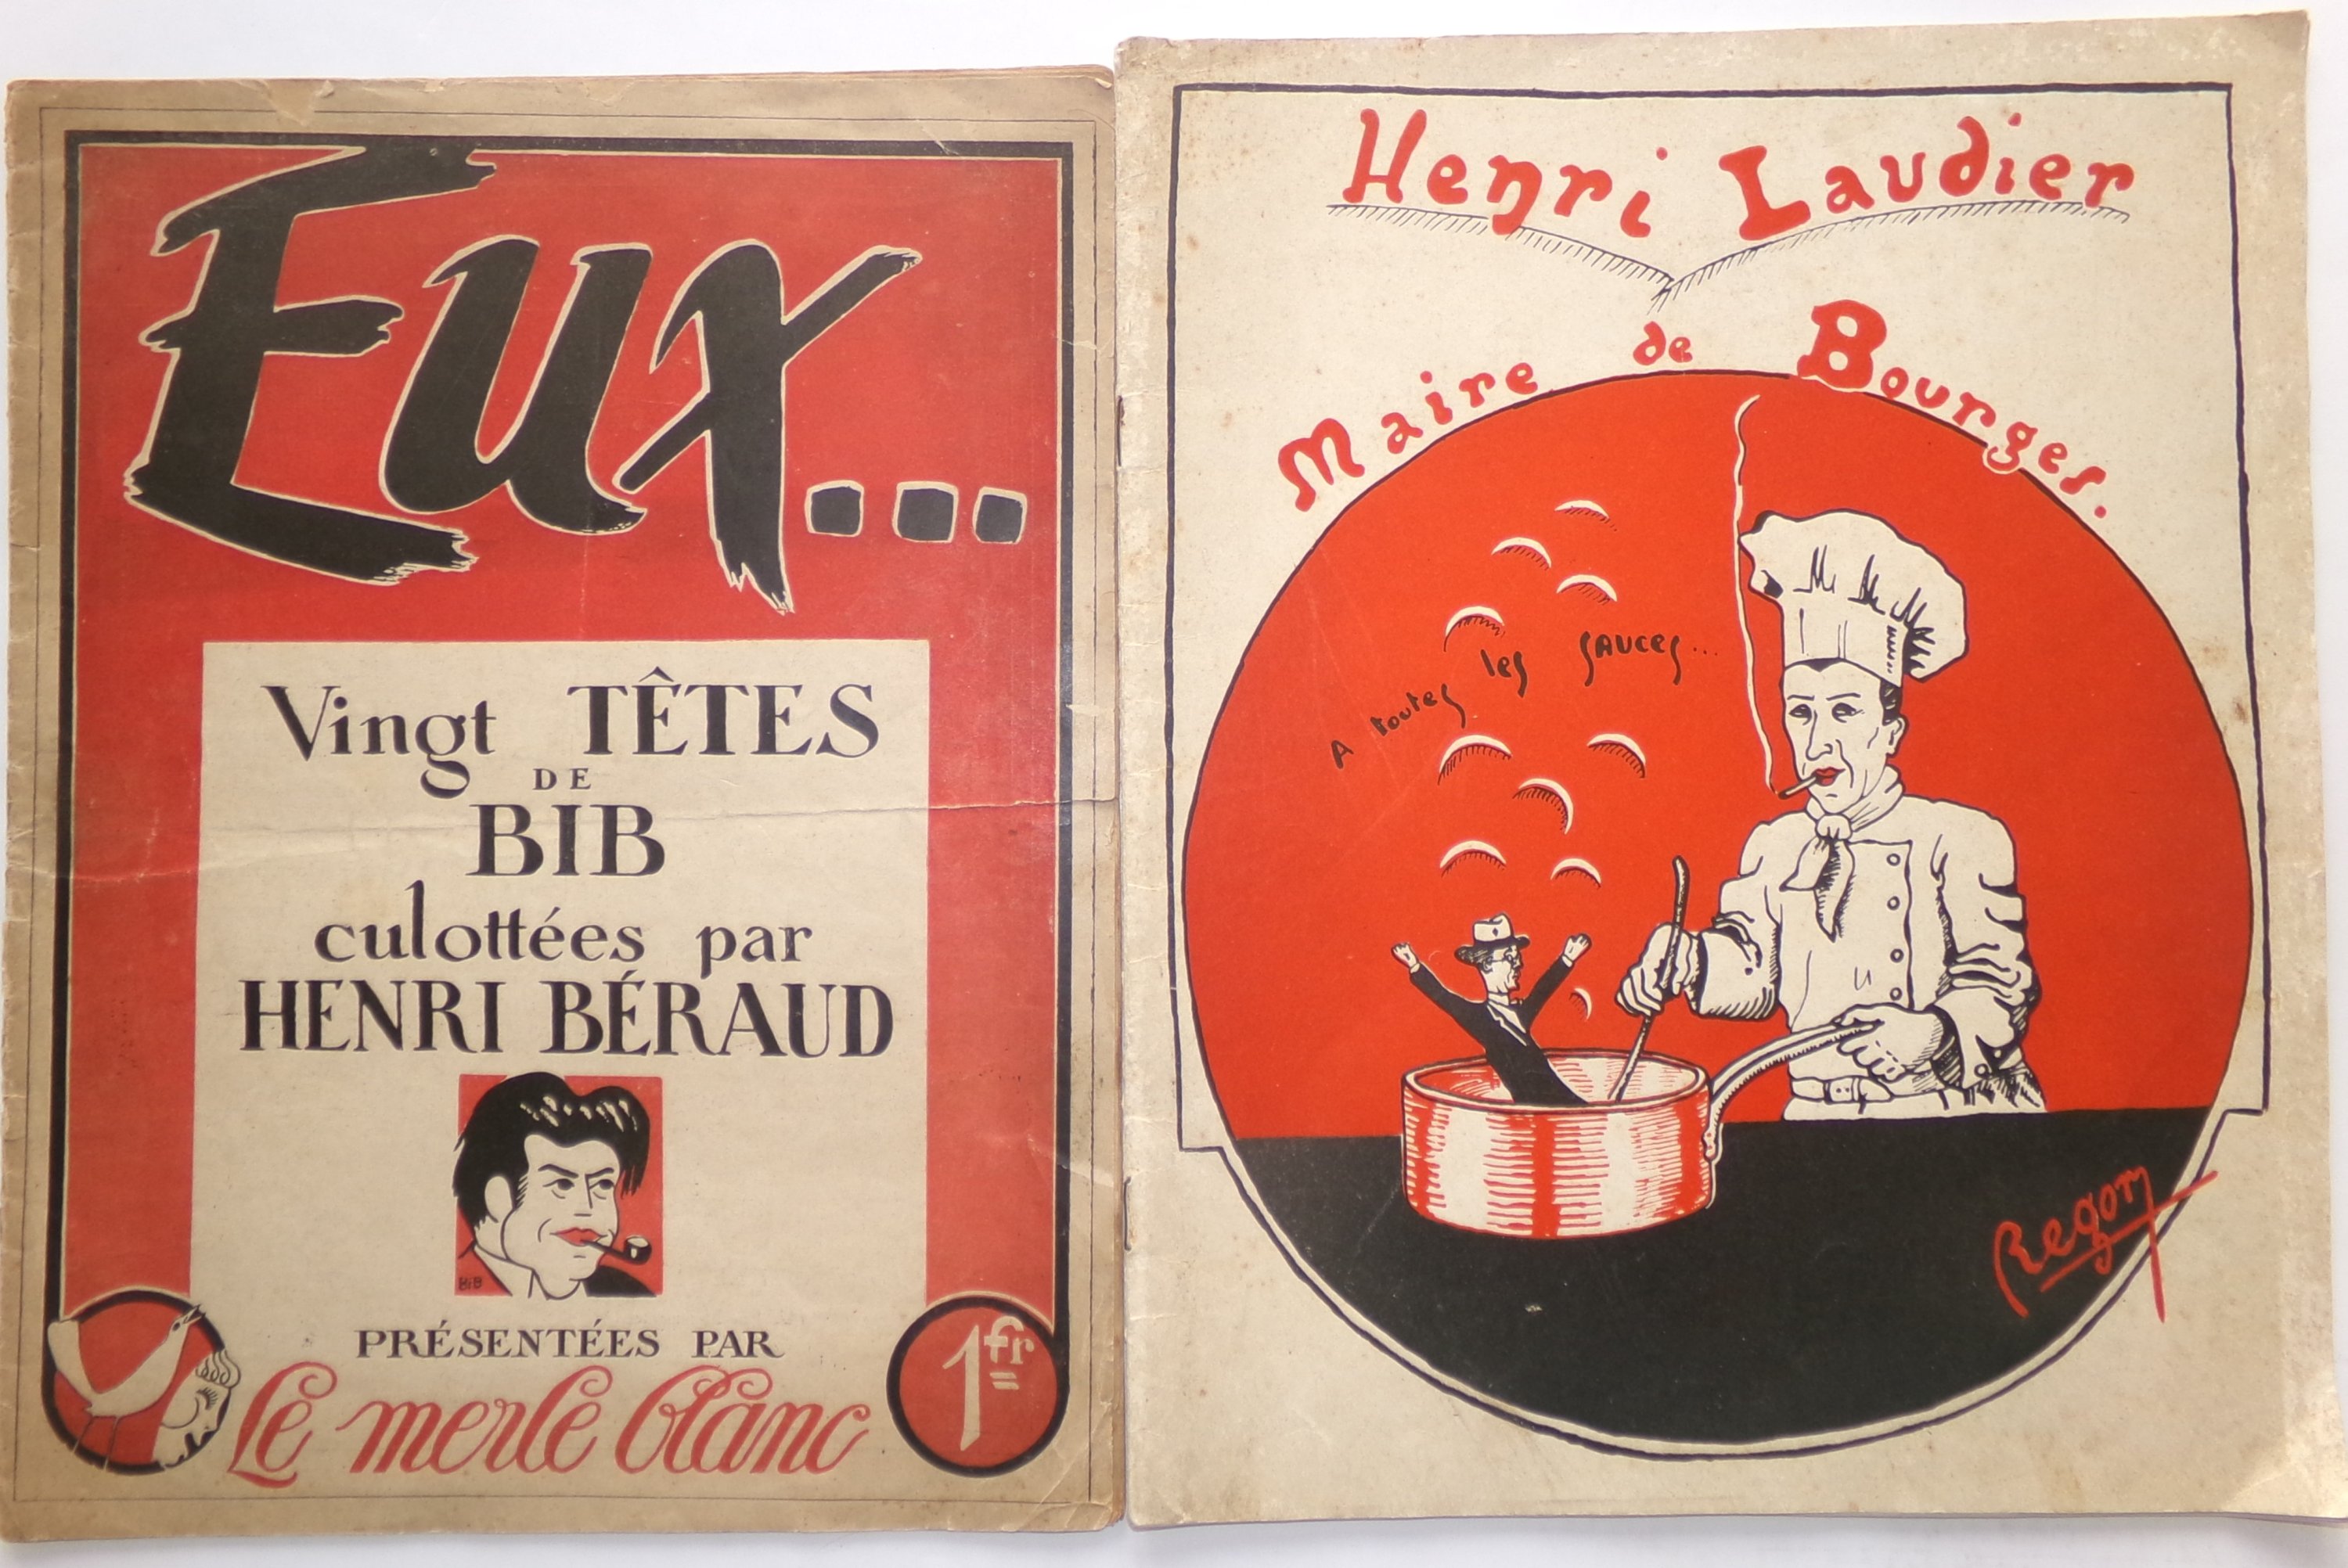 Eux...
Vingt TÊTES
DE
BIB
culottées par
HENRI BÉRAUD
BiB
PRÉSENTÉES PAR
Le merle blanc
1fr
Henri Laudier
Maire de Bourges.
A toutes les SAUCES...
Regor